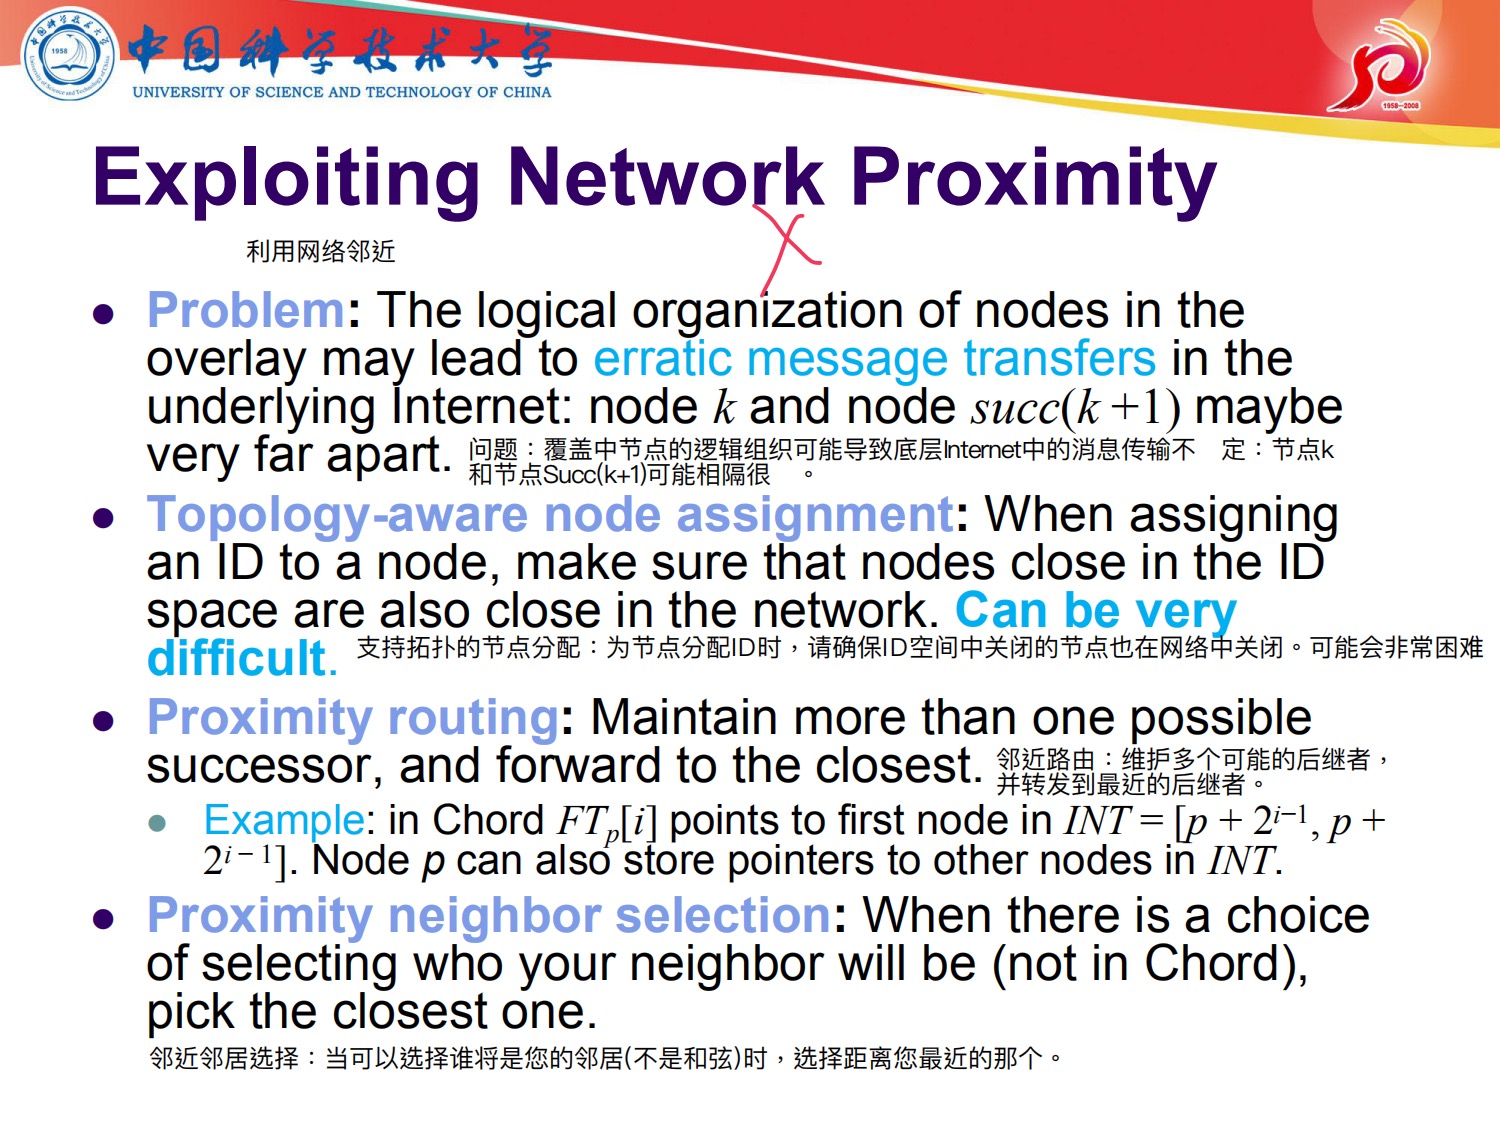 中国科学技术大学
UNIVERSITY OF SCIENCE AND TECHNOLOGY OF CHINA
1958
1958-2008
Exploiting Network Proximity
利用网络邻近
Problem: The logical organization of nodes in the
overlay may lead to erratic message transfers in the
underlying Internet: node k and node succ(k +1) maybe
very far apart.
问题：覆盖中节点的逻辑组织可能导致底层Internet中的消息传输不 定：节点k
和节点Succ(k+1)可能相隔很 。
Topology-aware node assignment: When assigning
an ID to a node, make sure that nodes close in the ID
space are also close in the network. Can be very
difficult.
支持拓扑的节点分配：为节点分配ID时，请确保ID空间中关闭的节点也在网络中关闭。可能会非常困难
Proximity routing: Maintain more than one possible
successor, and forward to the closest.
邻近路由：维护多个可能的后继者，
并转发到最近的后继者。
Example: in Chord FTp[i] points to first node in INT = [p + 2i−1, p +
2i − 1]. Node p can also store pointers to other nodes in INT.
Proximity neighbor selection: When there is a choice
of selecting who your neighbor will be (not in Chord),
pick the closest one.
邻近邻居选择：当可以选择谁将是您的邻居(不是和弦)时，选择距离您最近的那个。